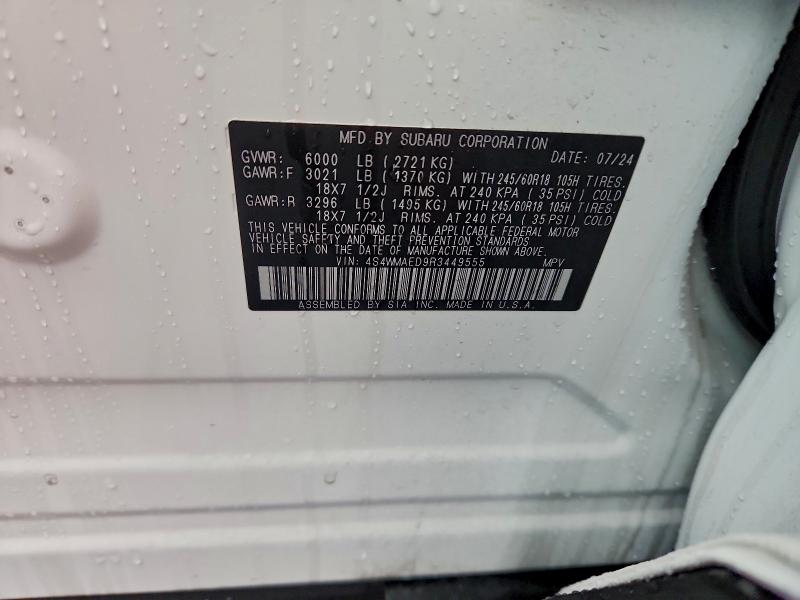 MFD BY SUBARU CORPORATION
GVWR: 6000 LB (2721 KG) DATE: 07/24
GAWR:F 3021 LB (1370 KG) WITH 245/60R18 105H TIRES.
18X7 1/2J RIMS. AT 240 KPA (35 PSI) COLD
GAWR:R 3296 LB (1495 KG) WITH 245/60R18 105H TIRES.
18X7 1/2J RIMS. AT 240 KPA (35 PSI) COLD
THIS VEHICLE CONFORMS TO ALL APPLICABLE FEDERAL MOTOR
VEHICLE SAFETY AND THEFT PREVENTION STANDARDS
IN EFFECT ON THE DATE OF MANUFACTURE SHOWN ABOVE.
VIN: 4S4WMAED9R3449555 MPV
ASSEMBLED BY SIA INC. MADE IN U.S.A.